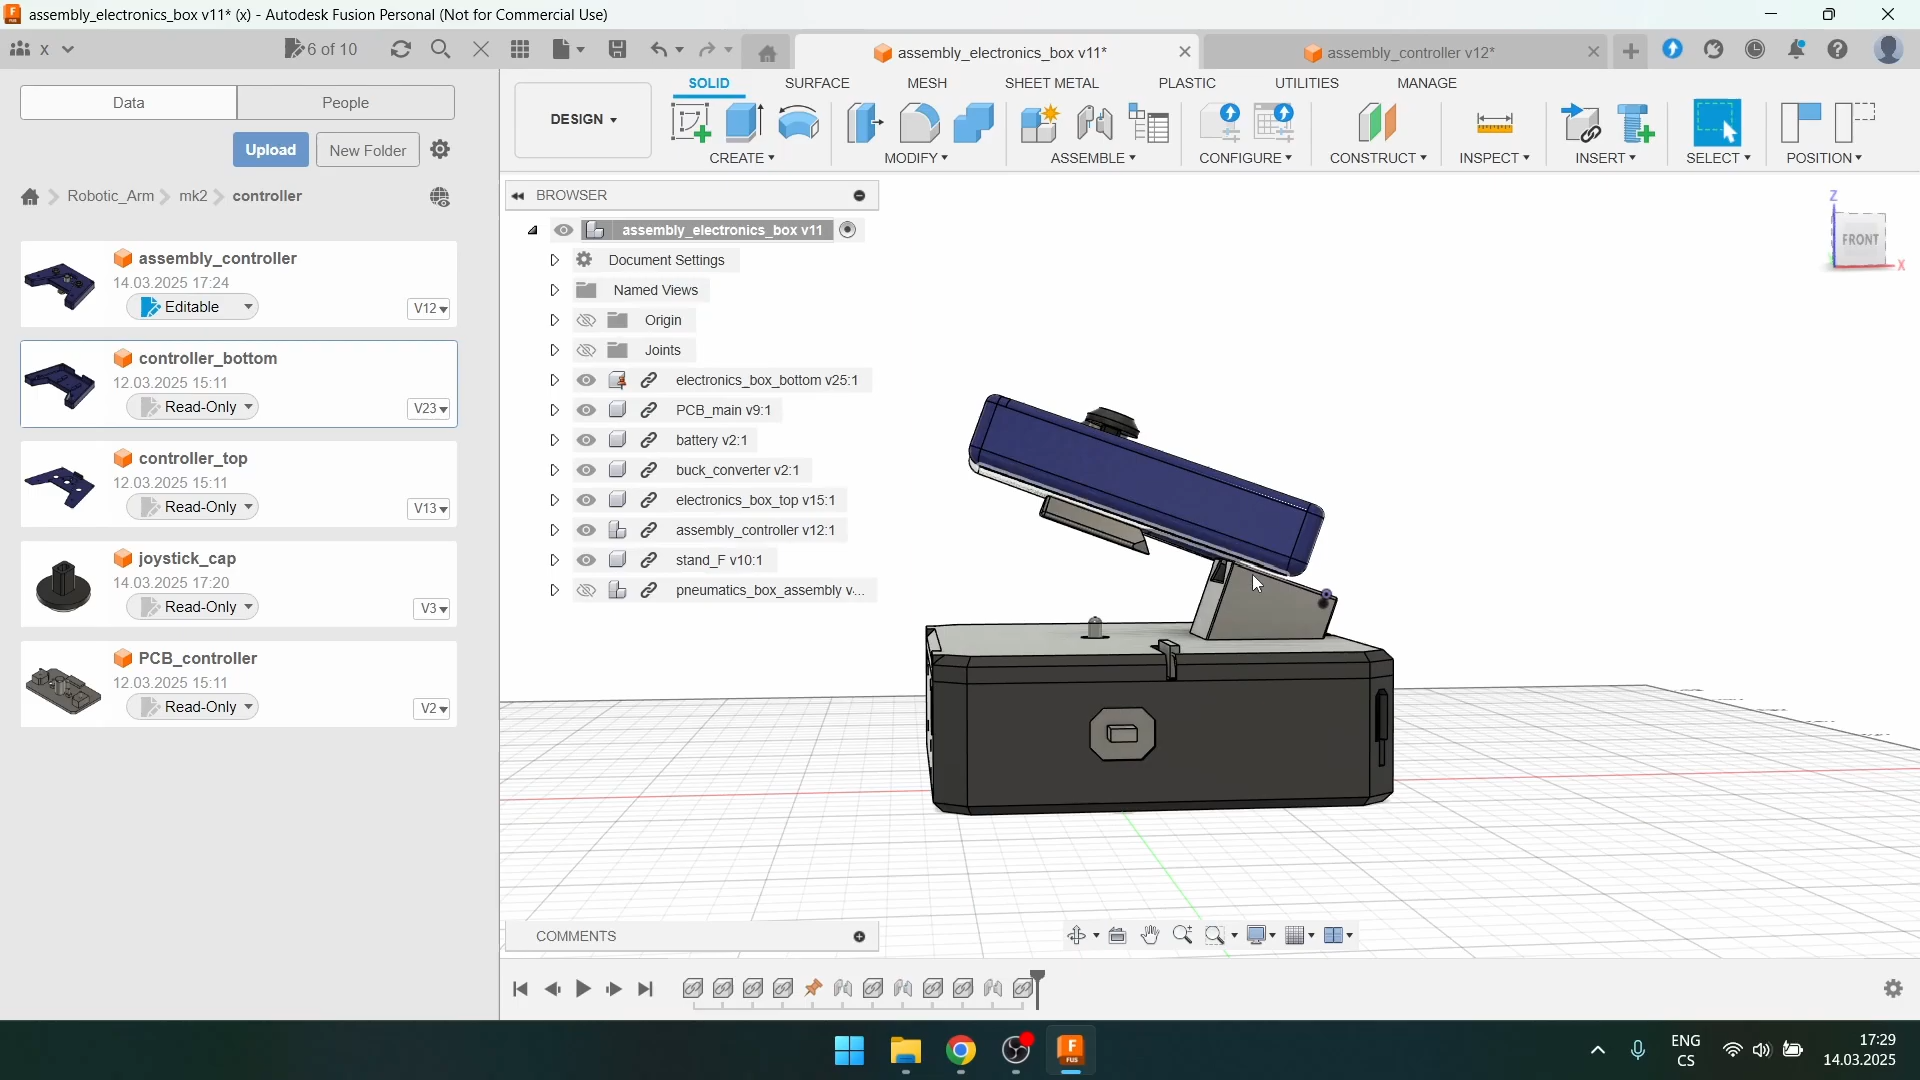 assembly_electronics_box v11* (x) - Autodesk Fusion Personal (Not for Commercial Use)
x
6 of 10
assembly_electronics_box v11*
assembly_controller v12*
Data
People
Upload
New Folder
Robotic_Arm
mk2
controller
assembly_controller
14.03.2025 17:24
Editable
V12
controller_bottom
12.03.2025 15:11
Read-Only
V23
controller_top
12.03.2025 15:11
Read-Only
V13
joystick_cap
14.03.2025 17:20
Read-Only
V3
PCB_controller
12.03.2025 15:11
Read-Only
V2
DESIGN
SOLID
SURFACE
MESH
SHEET METAL
PLASTIC
UTILITIES
MANAGE
CREATE
MODIFY
ASSEMBLE
CONFIGURE
CONSTRUCT
INSPECT
INSERT
SELECT
POSITION
BROWSER
assembly_electronics_box v11
Document Settings
Named Views
Origin
Joints
electronics_box_bottom v25:1
PCB_main v9:1
battery v2:1
buck_converter v2:1
electronics_box_top v15:1
assembly_controller v12:1
stand_F v10:1
pneumatics_box_assembly v...
Z
FRONT
X
COMMENTS
F
FUS
ENG
CS
17:29
14.03.2025